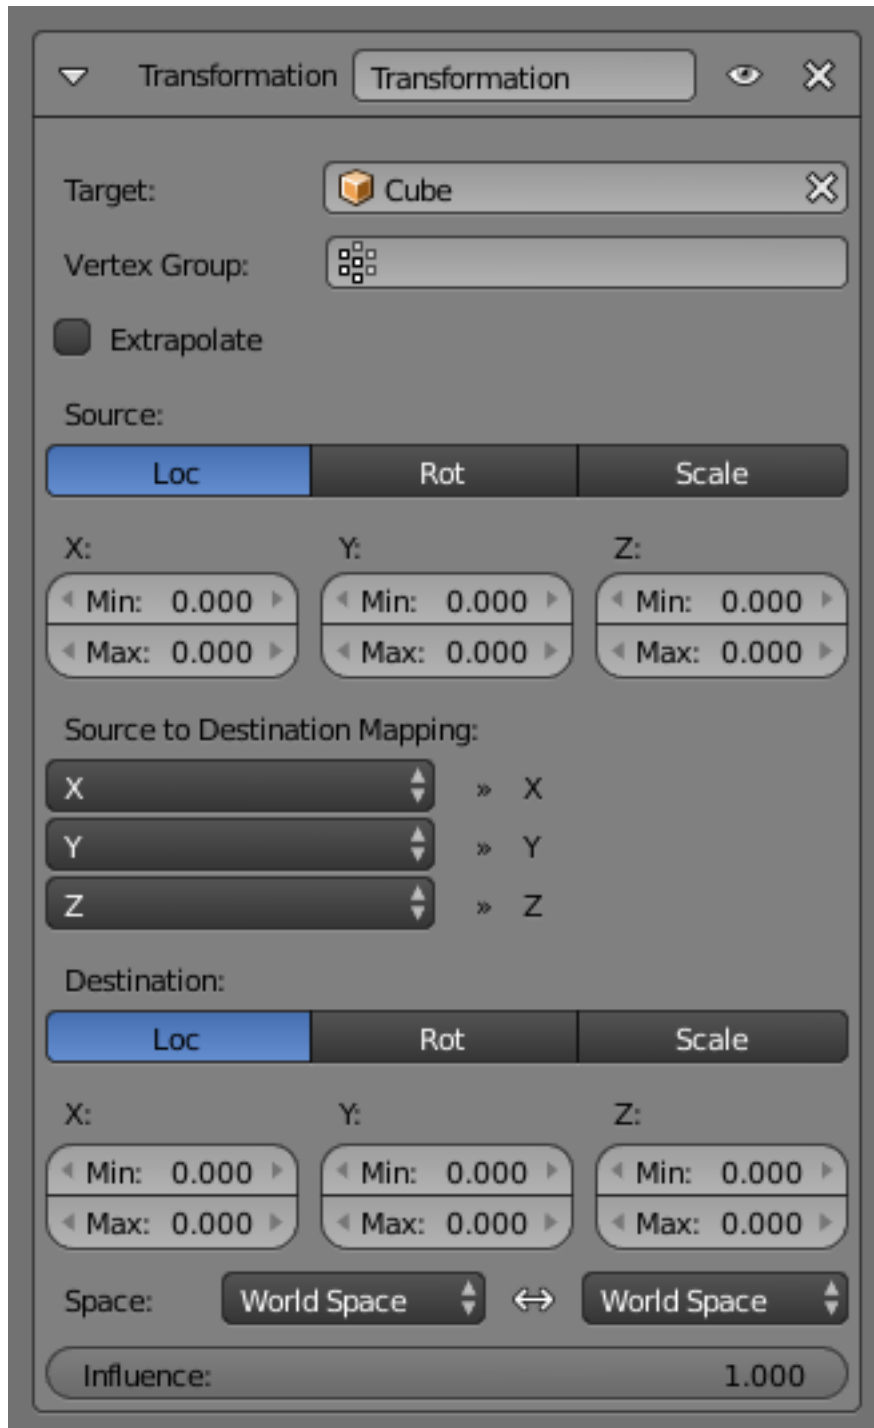 Transformation Transformation
Target: Cube
Vertex Group:
Extrapolate
Source:
Loc Rot Scale
X: Y: Z:
Min: 0.000 Min: 0.000 Min: 0.000
Max: 0.000 Max: 0.000 Max: 0.000
Source to Destination Mapping:
X » X
Y » Y
Z » Z
Destination:
Loc Rot Scale
X: Y: Z:
Min: 0.000 Min: 0.000 Min: 0.000
Max: 0.000 Max: 0.000 Max: 0.000
Space: World Space World Space
Influence: 1.000